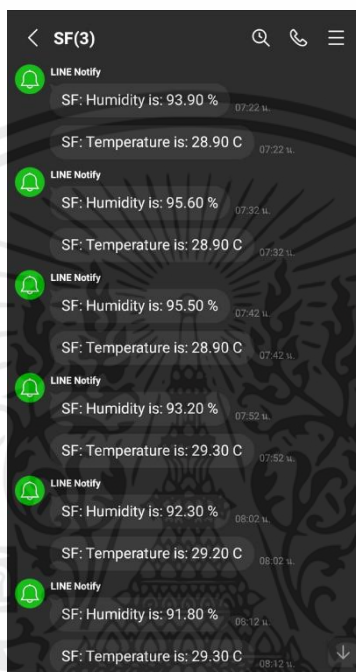 SF(3)
LINE Notify
SF: Humidity is: 93.90 %
07:22 น.
SF: Temperature is: 28.90 C
07:22 น.
LINE Notify
SF: Humidity is: 95.60 %
07:32 น.
SF: Temperature is: 28.90 C
07:32 น.
LINE Notify
SF: Humidity is: 95.50 %
07:42 น.
SF: Temperature is: 28.90 C
07:42 น.
LINE Notify
SF: Humidity is: 93.20 %
07:52 น.
SF: Temperature is: 29.30 C
07:52 น.
LINE Notify
SF: Humidity is: 92.30 %
08:02 น.
SF: Temperature is: 29.20 C
08:02 น.
LINE Notify
SF: Humidity is: 91.80 %
08:12 น.
SF: Temperature is: 29.30 C
08:12 น.